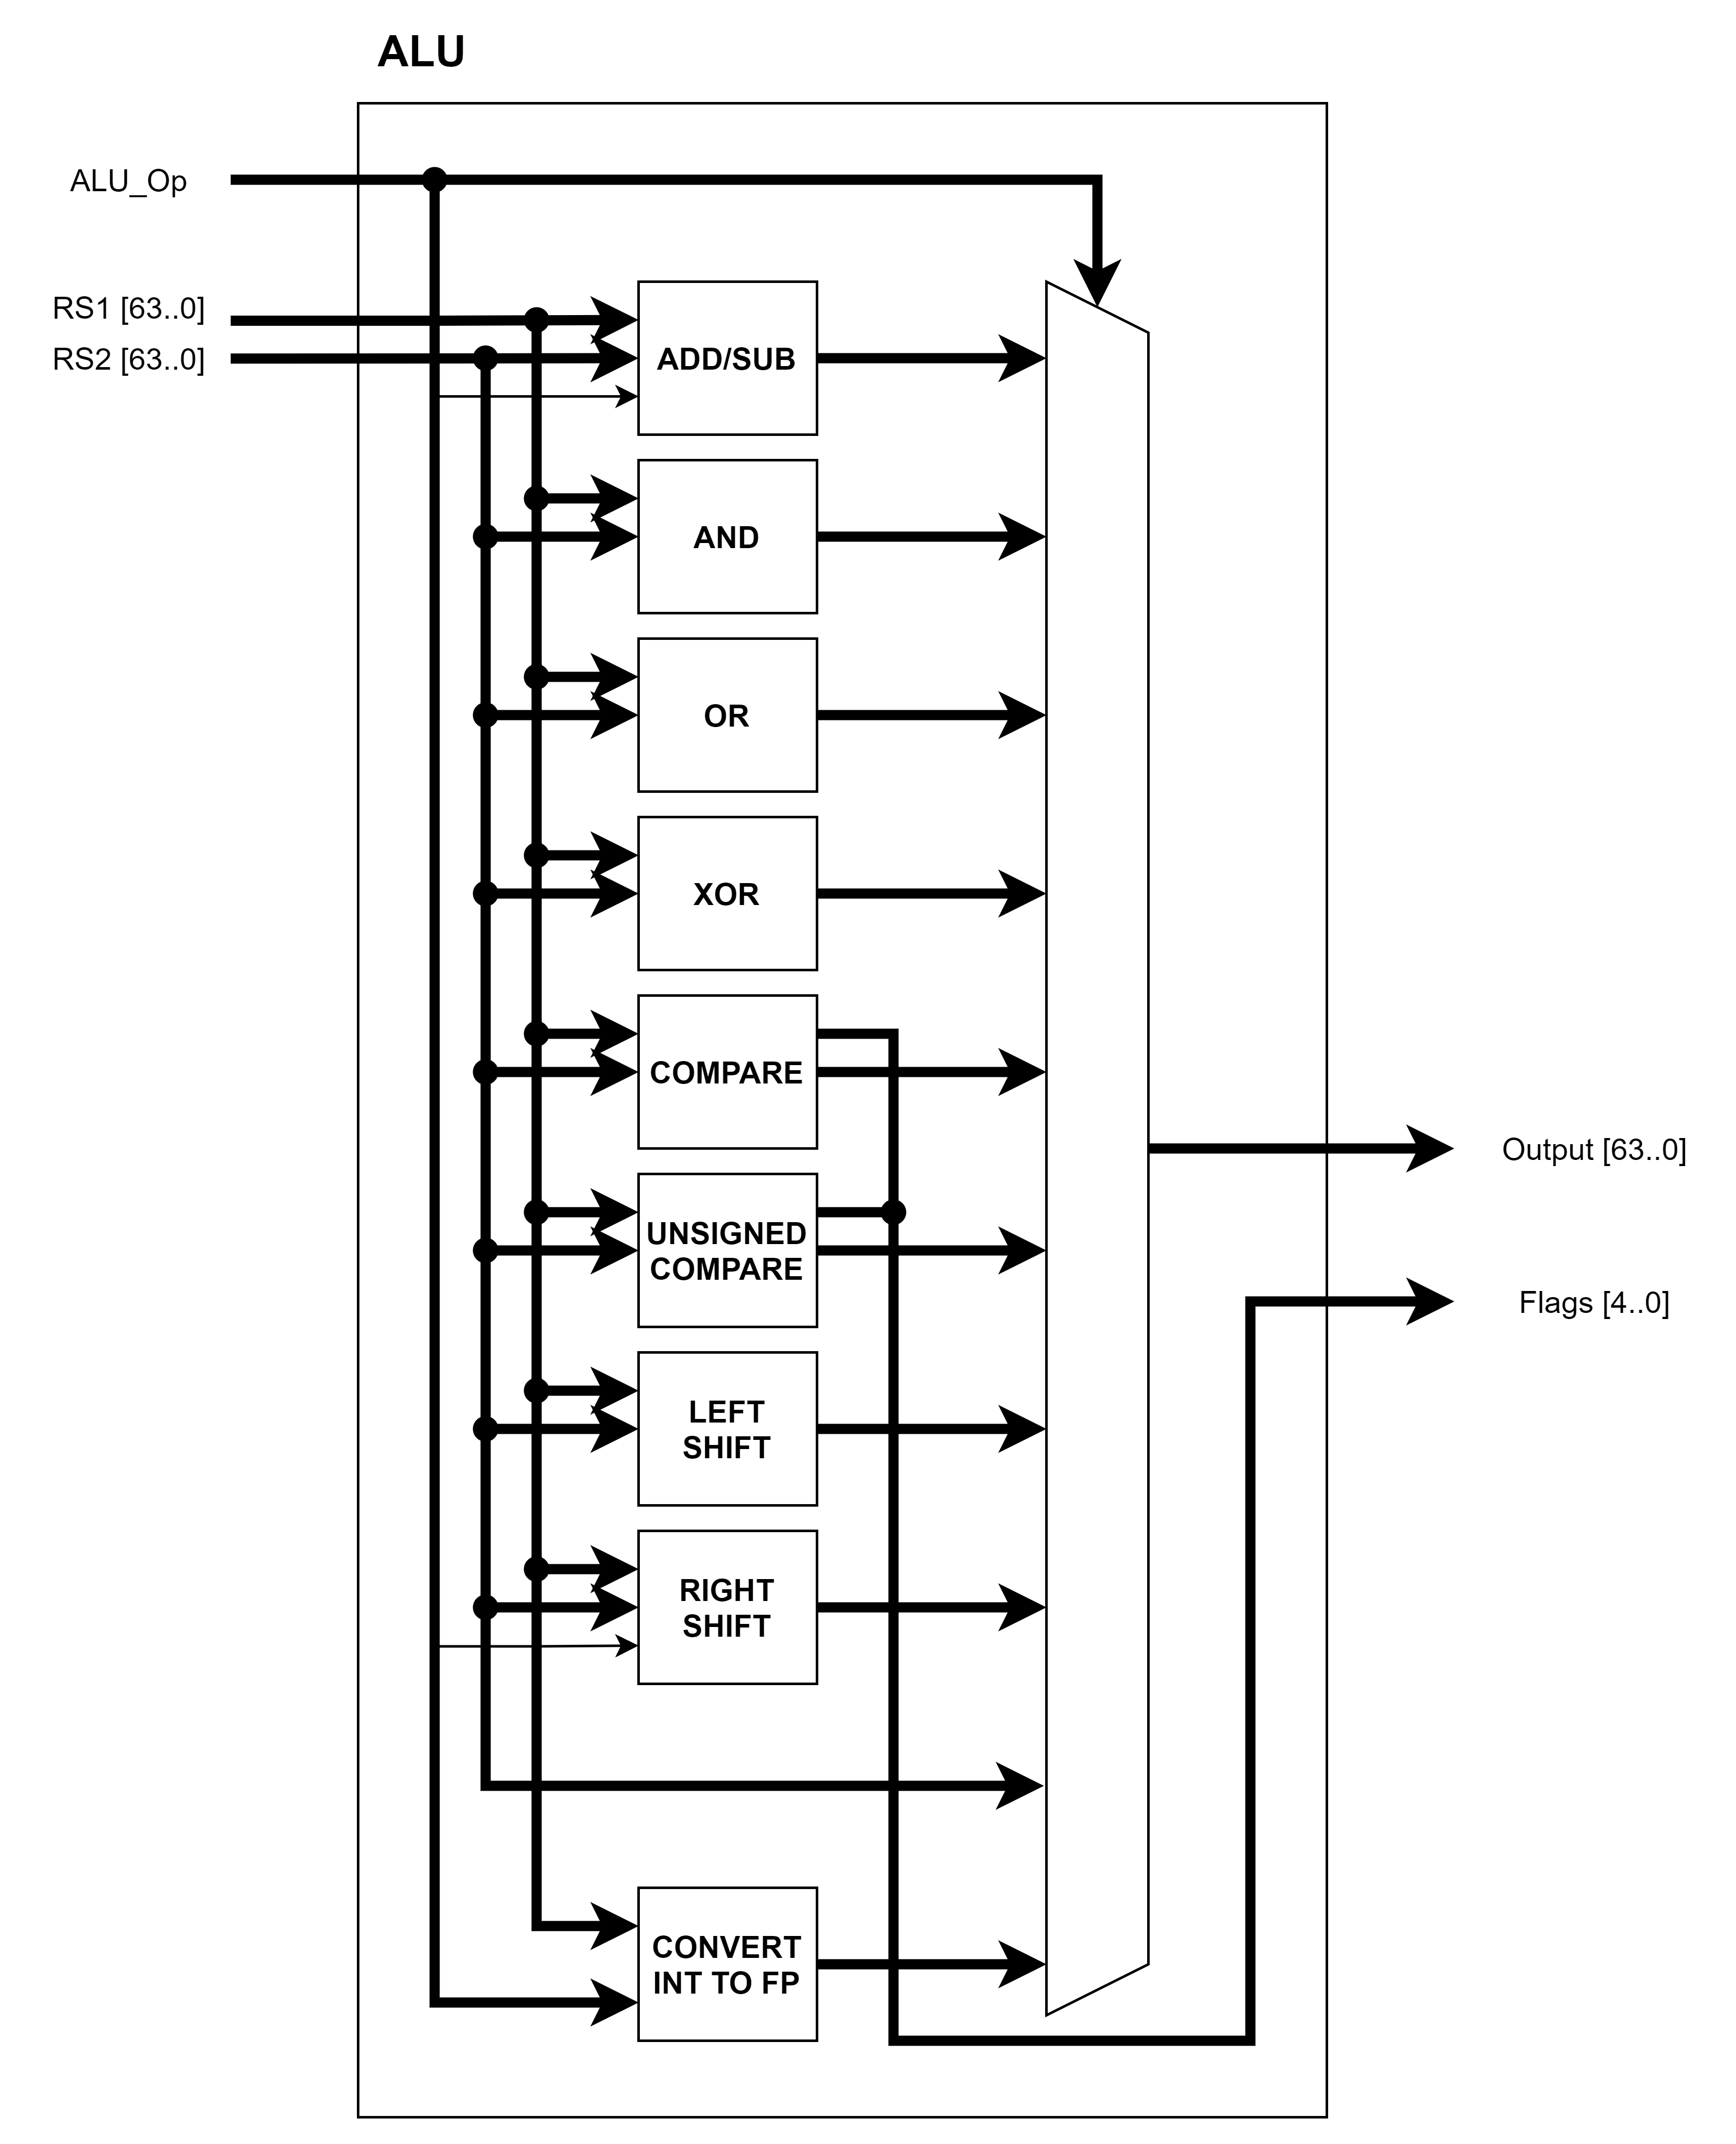 ALU
ALU_Op
RS1 [63..0]
RS2 [63..0]
ADD/SUB
AND
OR
XOR
COMPARE
UNSIGNED
COMPARE
LEFT
SHIFT
RIGHT
SHIFT
CONVERT
INT TO FP
Output [63..0]
Flags [4..0]